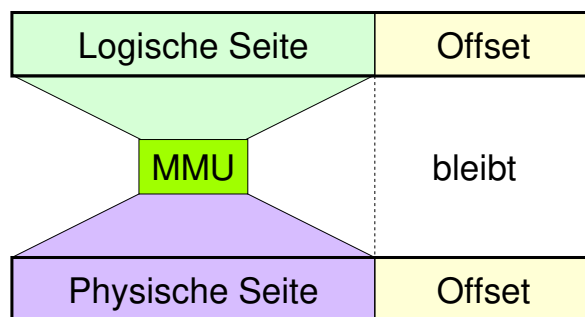 Logische Seite Offset
MMU bleibt
Physische Seite Offset